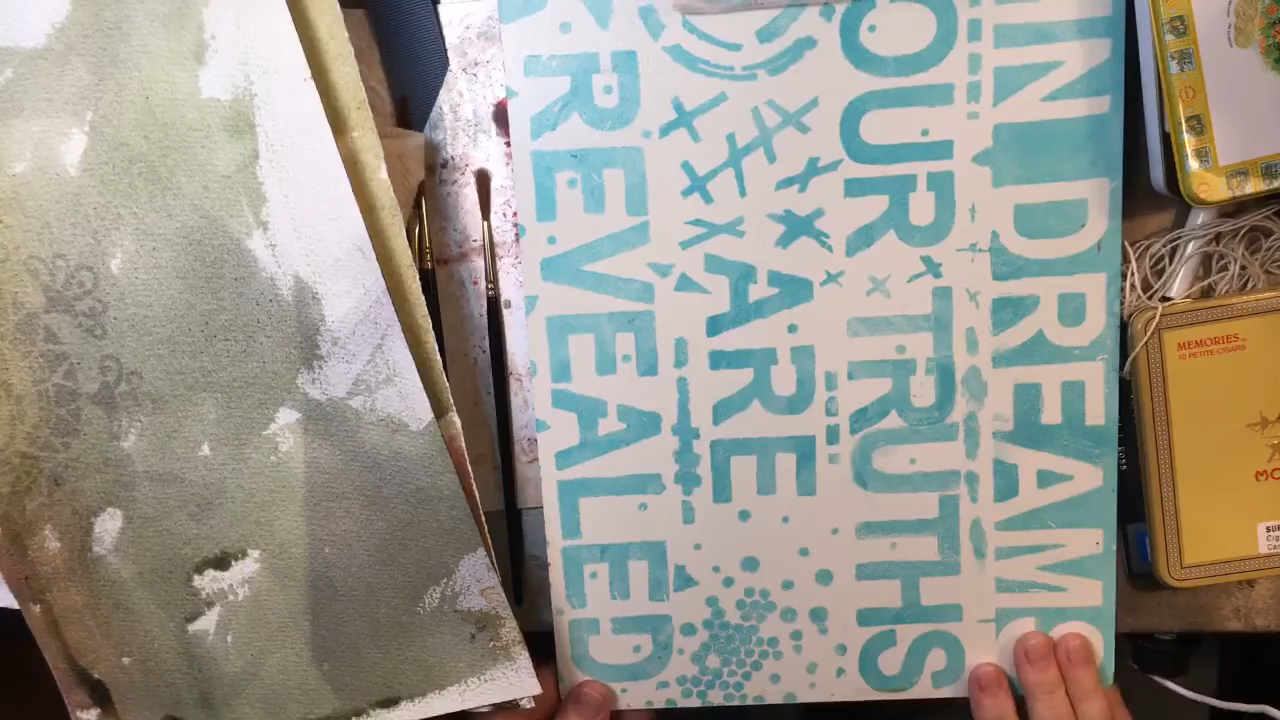 IN DREAMS
OUR TRUTHS
ARE
REVEALED
MEMORIES
10 PETITE CIGARS